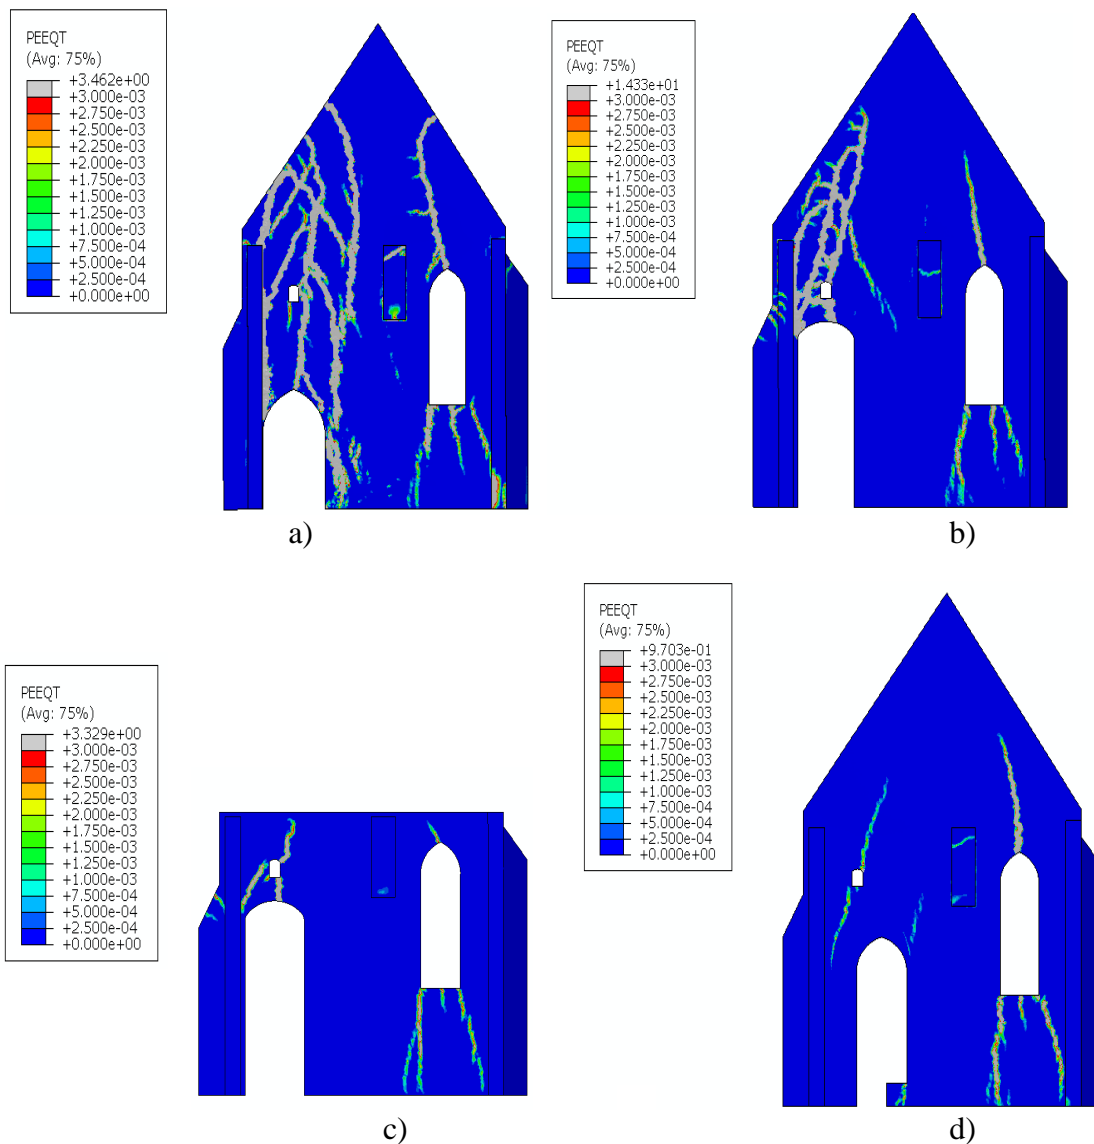 PEEQT
(Avg: 75%)
+3.462e+00
+3.000e-03
+2.750e-03
+2.500e-03
+2.250e-03
+2.000e-03
+1.750e-03
+1.500e-03
+1.250e-03
+1.000e-03
+7.500e-04
+5.000e-04
+2.500e-04
+0.000e+00
a)
PEEQT
(Avg: 75%)
+1.433e+01
+3.000e-03
+2.750e-03
+2.500e-03
+2.250e-03
+2.000e-03
+1.750e-03
+1.500e-03
+1.250e-03
+1.000e-03
+7.500e-04
+5.000e-04
+2.500e-04
+0.000e+00
b)
PEEQT
(Avg: 75%)
+3.329e+00
+3.000e-03
+2.750e-03
+2.500e-03
+2.250e-03
+2.000e-03
+1.750e-03
+1.500e-03
+1.250e-03
+1.000e-03
+7.500e-04
+5.000e-04
+2.500e-04
+0.000e+00
c)
PEEQT
(Avg: 75%)
+9.703e-01
+3.000e-03
+2.750e-03
+2.500e-03
+2.250e-03
+2.000e-03
+1.750e-03
+1.500e-03
+1.250e-03
+1.000e-03
+7.500e-04
+5.000e-04
+2.500e-04
+0.000e+00
d)